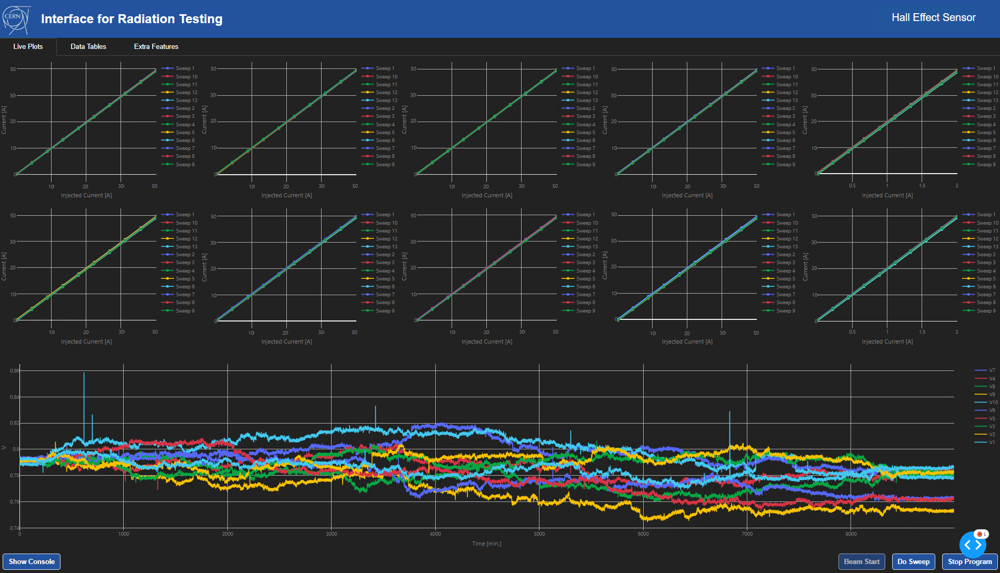 CERN
Interface for Radiation Testing
Hall Effect Sensor
Live Plots
Data Tables
Extra Features
50
30
20
10
0
Current [A]
10
20
30
50
Injected Current [A]
Sweep 1
Sweep 10
Sweep 11
Sweep 12
Sweep 13
Sweep 2
Sweep 3
Sweep 4
Sweep 5
Sweep 6
Sweep 7
Sweep 8
Sweep 9
50
30
20
10
0
Current [A]
10
20
30
50
Injected Current [A]
Sweep 1
Sweep 10
Sweep 11
Sweep 12
Sweep 13
Sweep 2
Sweep 3
Sweep 4
Sweep 5
Sweep 6
Sweep 7
Sweep 8
Sweep 9
50
30
20
10
0
Current [A]
10
20
30
50
Injected Current [A]
Sweep 1
Sweep 10
Sweep 11
Sweep 12
Sweep 13
Sweep 2
Sweep 3
Sweep 4
Sweep 5
Sweep 6
Sweep 7
Sweep 8
Sweep 9
50
30
20
10
0
Current [A]
10
20
30
50
Injected Current [A]
Sweep 1
Sweep 10
Sweep 11
Sweep 12
Sweep 13
Sweep 2
Sweep 3
Sweep 4
Sweep 5
Sweep 6
Sweep 7
Sweep 8
Sweep 9
50
30
20
10
0
Current [A]
0.5
1
1.5
2
Injected Current [A]
Sweep 1
Sweep 10
Sweep 11
Sweep 12
Sweep 13
Sweep 2
Sweep 3
Sweep 4
Sweep 5
Sweep 6
Sweep 7
Sweep 8
Sweep 9
50
30
20
10
0
Current [A]
10
20
30
50
Injected Current [A]
Sweep 1
Sweep 10
Sweep 11
Sweep 12
Sweep 13
Sweep 2
Sweep 3
Sweep 4
Sweep 5
Sweep 6
Sweep 7
Sweep 8
Sweep 9
50
30
20
10
0
Current [A]
10
20
30
50
Injected Current [A]
Sweep 1
Sweep 10
Sweep 11
Sweep 12
Sweep 13
Sweep 2
Sweep 3
Sweep 4
Sweep 5
Sweep 6
Sweep 7
Sweep 8
Sweep 9
50
30
20
10
0
Current [A]
10
20
30
50
Injected Current [A]
Sweep 1
Sweep 10
Sweep 11
Sweep 12
Sweep 13
Sweep 2
Sweep 3
Sweep 4
Sweep 5
Sweep 6
Sweep 7
Sweep 8
Sweep 9
50
30
20
10
0
Current [A]
10
20
30
50
Injected Current [A]
Sweep 1
Sweep 10
Sweep 11
Sweep 12
Sweep 13
Sweep 2
Sweep 3
Sweep 4
Sweep 5
Sweep 6
Sweep 7
Sweep 8
Sweep 9
50
30
20
10
0
Current [A]
0.5
1
1.5
2
Injected Current [A]
Sweep 1
Sweep 10
Sweep 11
Sweep 12
Sweep 13
Sweep 2
Sweep 3
Sweep 4
Sweep 5
Sweep 6
Sweep 7
Sweep 8
Sweep 9
0.86
0.84
0.82
0.8
0.78
0.76
0.74
V
0
1000
2000
3000
4000
5000
6000
7000
8000
Time [min.]
V7
V4
V8
V9
V10
V6
V5
V3
V2
V1
1
Show Console
Beam Start
Do Sweep
Stop Program